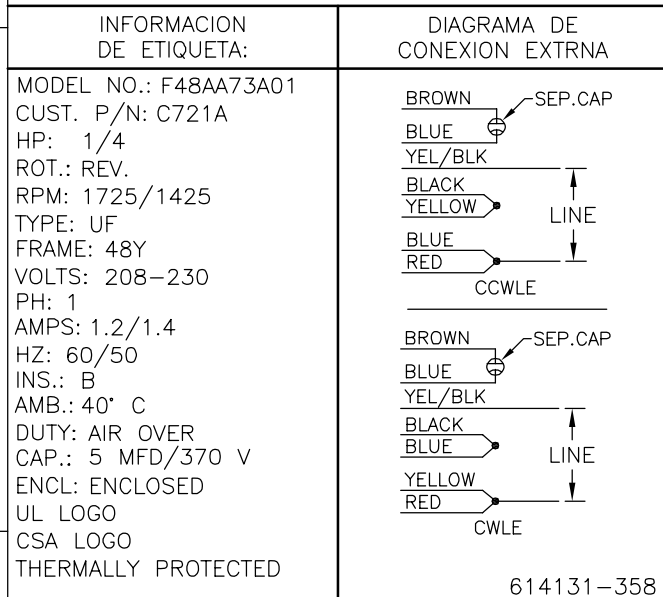 INFORMACION
DE ETIQUETA:
MODEL NO.: F48AA73A01
CUST. P/N: C721A
HP: 1/4
ROT.: REV.
RPM: 1725/1425
TYPE: UF
FRAME: 48Y
VOLTS: 208-230
PH: 1
AMPS: 1.2/1.4
HZ: 60/50
INS.: B
AMB.: 40° C
DUTY: AIR OVER
CAP.: 5 MFD/370 V
ENCL: ENCLOSED
UL LOGO
CSA LOGO
THERMALLY PROTECTED
DIAGRAMA DE
CONEXION EXTRNA
BROWN
SEP.CAP
BLUE
YEL/BLK
BLACK
YELLOW
LINE
BLUE
RED
CCWLE
BROWN
SEP.CAP
BLUE
YEL/BLK
BLACK
BLUE
LINE
YELLOW
RED
CWLE
614131-358